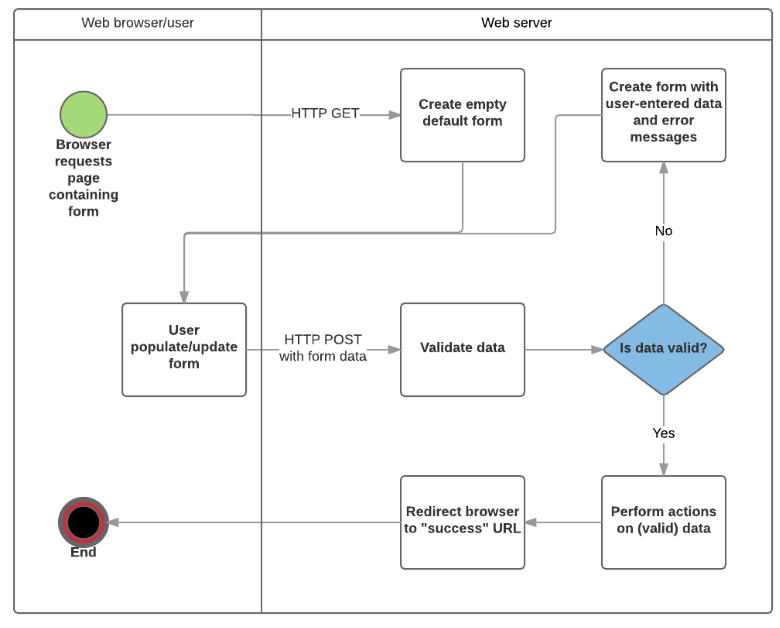 Web browser/user
Web server
Browser
requests
page
containing
form
HTTP GET
Create empty
default form
Create form with
user-entered data
and error
messages
No
User
populate/update
form
HTTP POST
with form data
Validate data
Is data valid?
Yes
End
Redirect browser
to "success" URL
Perform actions
on (valid) data